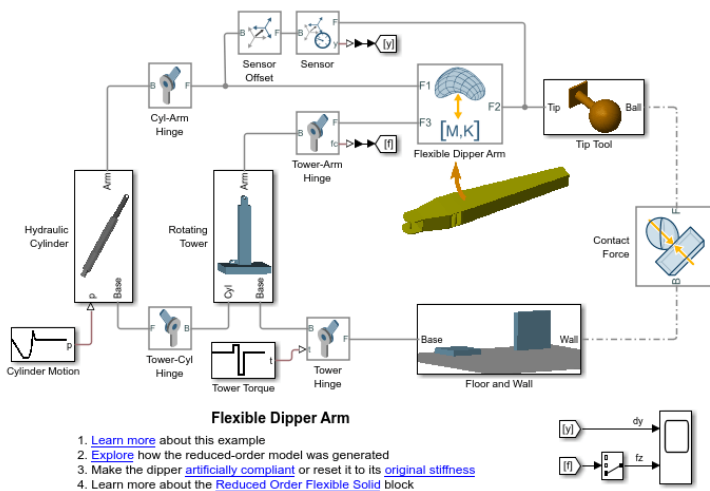 B F
Sensor
Offset
B F
y
Sensor
[y]
B F
Cyl-Arm
Hinge
F1
F2
F3
[M,K]
Flexible Dipper Arm
Tip Ball
Tip Tool
B F
fc
[f]
Tower-Arm
Hinge
Arm
Hydraulic
Cylinder
p
Base
Arm
Rotating
Tower
Cyl
Base
F
Contact
Force
B
p
Cylinder Motion
F B
Tower-Cyl
Hinge
t
Tower Torque
B F
t
Tower
Hinge
Base Wall
Floor and Wall
Flexible Dipper Arm
1. Learn more about this example
2. Explore how the reduced-order model was generated
3. Make the dipper artificially compliant or reset it to its original stiffness
4. Learn more about the Reduced Order Flexible Solid block
[y] dy
[f] fz